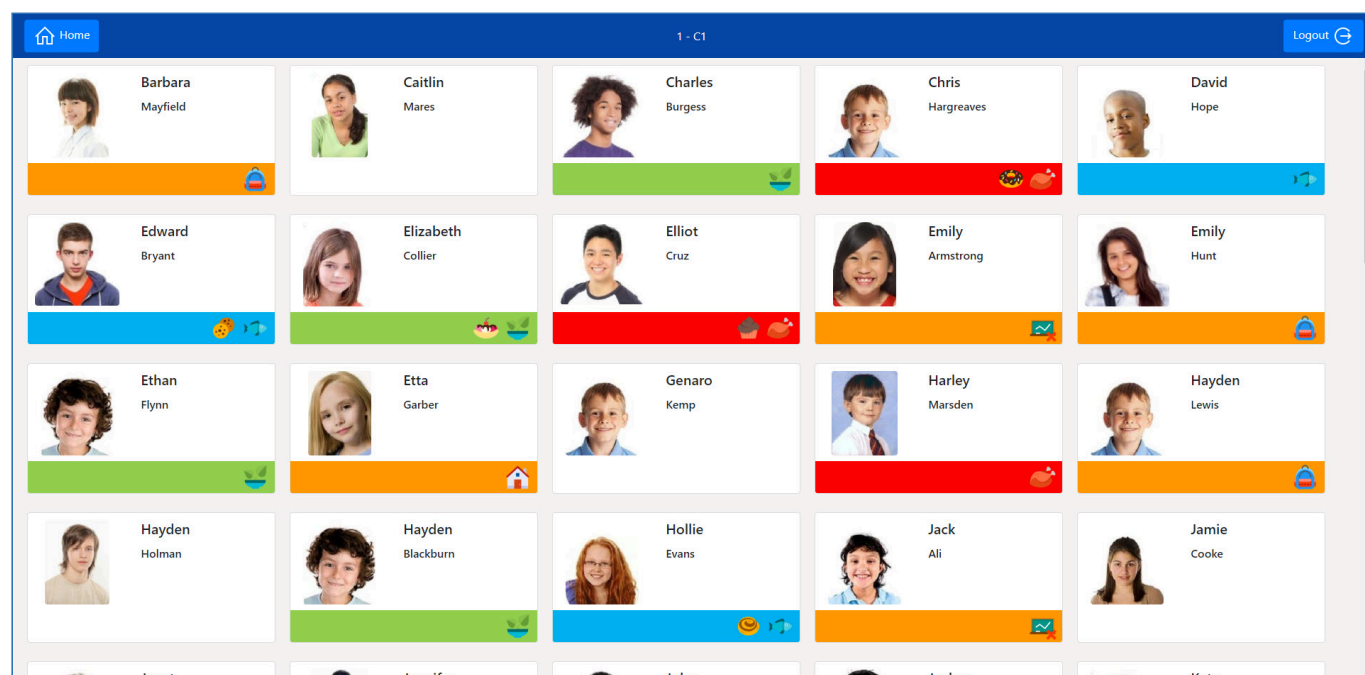 Home
1 - C1
Logout
Barbara
Mayfield
Caitlin
Mares
Charles
Burgess
Chris
Hargreaves
David
Hope
Edward
Bryant
Elizabeth
Collier
Elliot
Cruz
Emily
Armstrong
Emily
Hunt
Ethan
Flynn
Etta
Garber
Genaro
Kemp
Harley
Marsden
Hayden
Lewis
Hayden
Holman
Hayden
Blackburn
Hollie
Evans
Jack
Ali
Jamie
Cooke